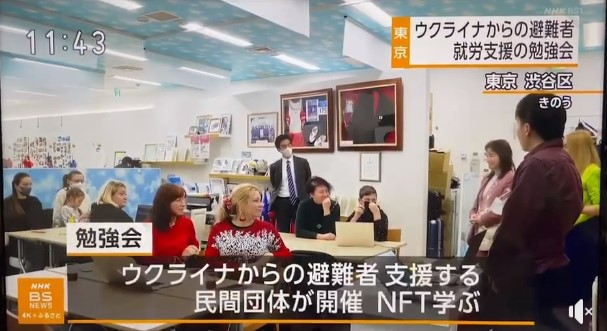 NHK BS1
11:43
東京
ウクライナからの避難者
就労支援の勉強会
東京 渋谷区
きのう
勉強会
ウクライナからの避難者 支援する
民間団体が開催 NFT学ぶ
NHK
BS
NEWS
4K+ふるさと